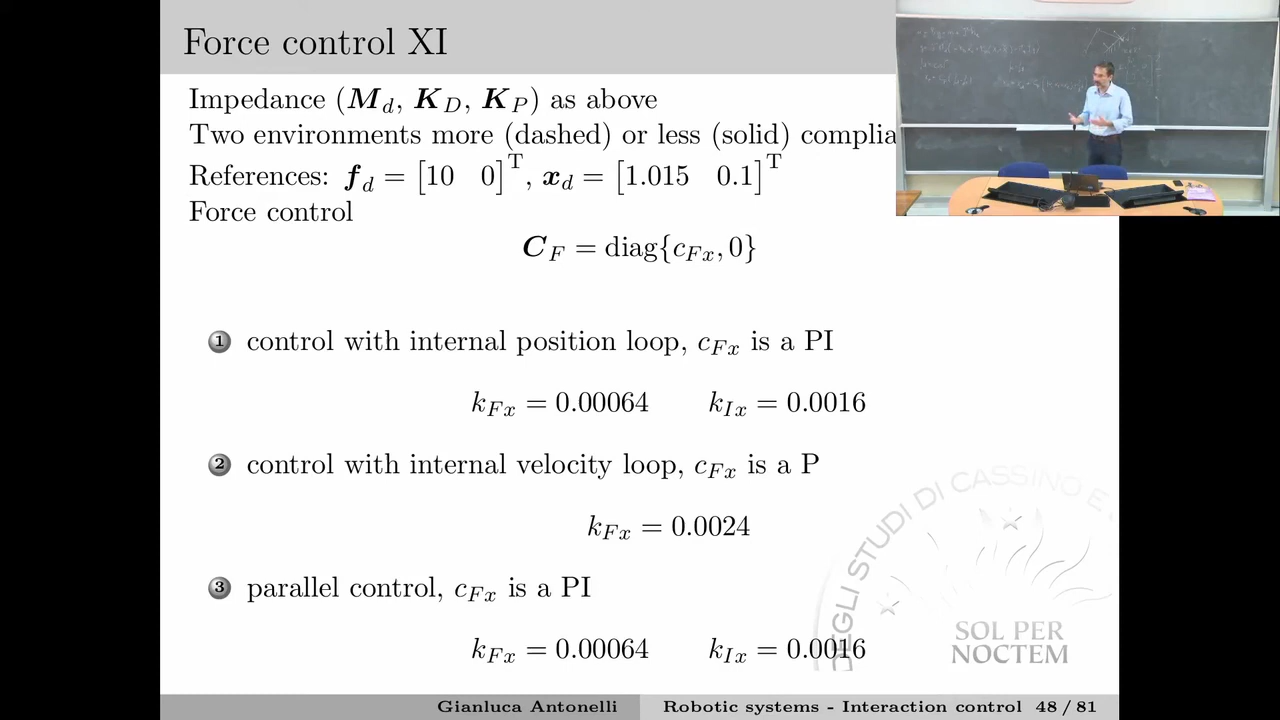 Force control XI
Impedance (M_d, K_D, K_P) as above
Two environments more (dashed) or less (solid) complia
References: f_d = [10 0]^T, x_d = [1.015 0.1]^T
Force control
C_F = diag{c_Fx, 0}
1 control with internal position loop, c_Fx is a PI
k_Fx = 0.00064 k_Ix = 0.0016
2 control with internal velocity loop, c_Fx is a P
k_Fx = 0.0024
3 parallel control, c_Fx is a PI
k_Fx = 0.00064 k_Ix = 0.0016
DEGLI STUDI DI CASSINO E
SOL PER
NOCTEM
Gianluca Antonelli Robotic systems - Interaction control 48 / 81